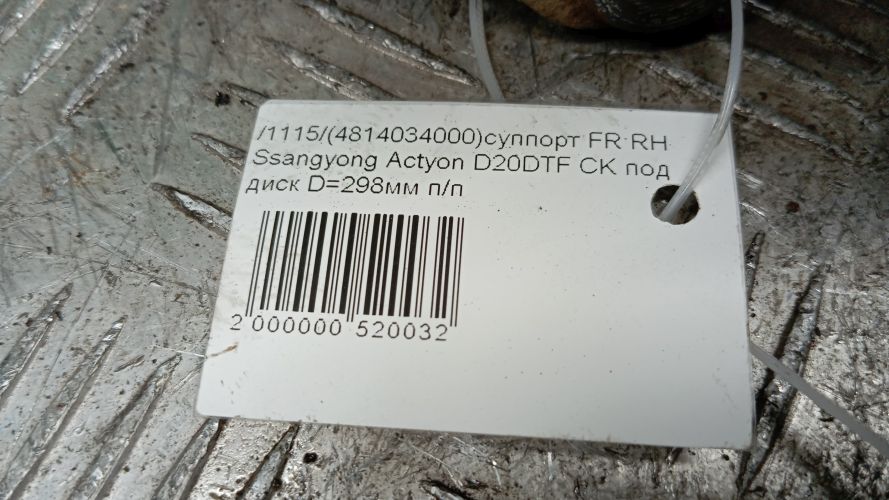 /1115/(4814034000)суппорт FR RH
Ssangyong Actyon D20DTF CK под
диск D=298мм п/п
2 000000 520032